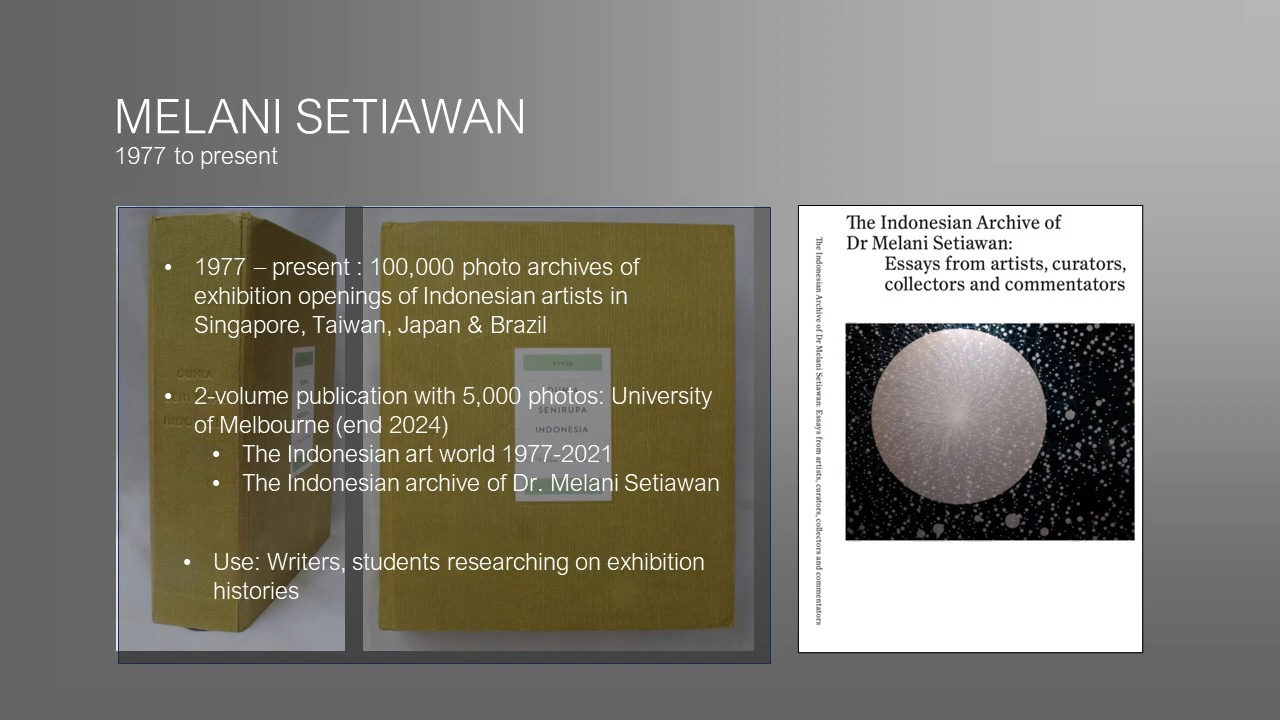 MELANI SETIAWAN
1977 to present
• 1977 – present : 100,000 photo archives of
exhibition openings of Indonesian artists in
Singapore, Taiwan, Japan & Brazil
• 2-volume publication with 5,000 photos: University
of Melbourne (end 2024)
• The Indonesian art world 1977-2021
• The Indonesian archive of Dr. Melani Setiawan
• Use: Writers, students researching on exhibition
histories
DUNIA
SENIRUPA
INDONESIA
The Indonesian Archive of Dr Melani Setiawan: Essays from artists, curators, collectors and commentators
The Indonesian Archive of
Dr Melani Setiawan:
Essays from artists, curators,
collectors and commentators